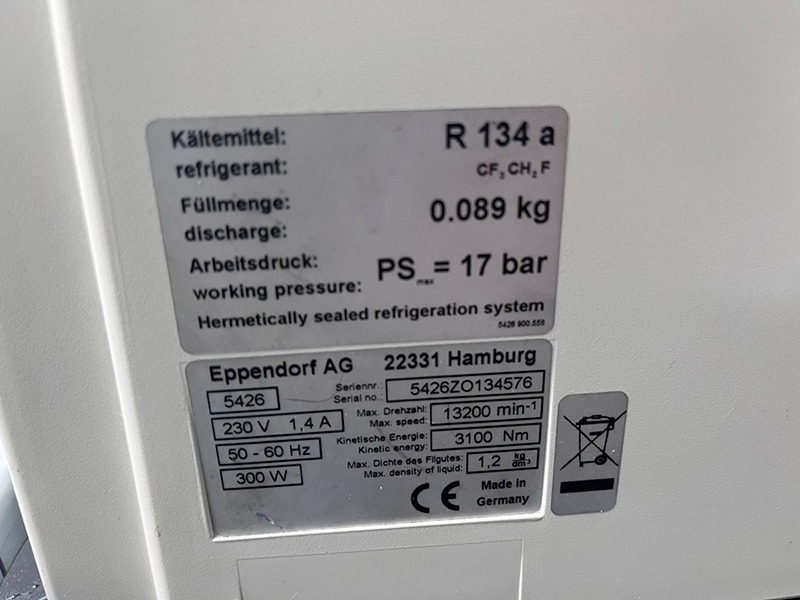 Kältemittel: R 134 a
refrigerant: CF₃CH₂F
Füllmenge: 0.089 kg
discharge:
Arbeitsdruck: PSmax = 17 bar
working pressure:
Hermetically sealed refrigeration system
5426 900.558
Eppendorf AG 22331 Hamburg
5426
Seriennr.: 5426ZO134576
Serial no.:
230 V 1,4 A
Max. Drehzahl: 13200 min-1
Max. speed:
50 - 60 Hz
Kinetische Energie: 3100 Nm
Kinetic energy:
300 W
Max. Dichte des Fllgutes: 1,2 kg/dm³
Max. density of liquid:
CE
Made in
Germany